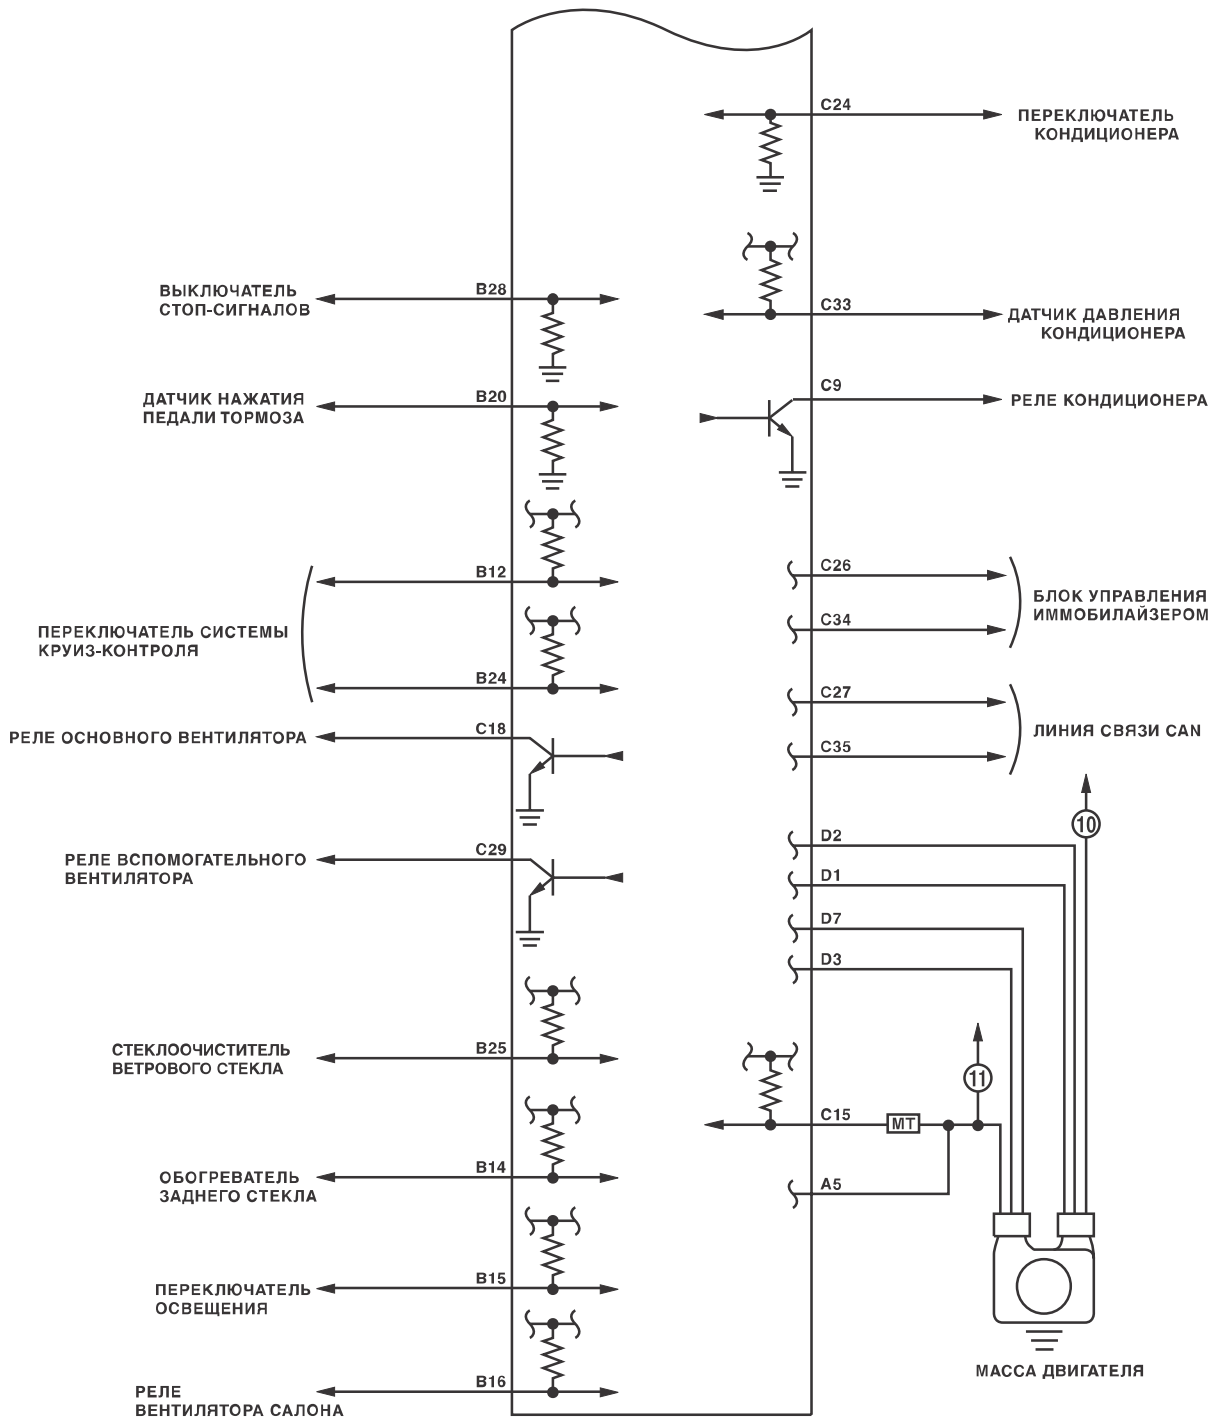 C24
ПЕРЕКЛЮЧАТЕЛЬ
КОНДИЦИОНЕРА
B28
ВЫКЛЮЧАТЕЛЬ
СТОП-СИГНАЛОВ
C33
ДАТЧИК ДАВЛЕНИЯ
КОНДИЦИОНЕРА
B20
ДАТЧИК НАЖАТИЯ
ПЕДАЛИ ТОРМОЗА
C9
РЕЛЕ КОНДИЦИОНЕРА
B12
ПЕРЕКЛЮЧАТЕЛЬ СИСТЕМЫ
КРУИЗ-КОНТРОЛЯ
B24
C26
БЛОК УПРАВЛЕНИЯ
ИММОБИЛАЙЗЕРОМ
C34
C18
РЕЛЕ ОСНОВНОГО ВЕНТИЛЯТОРА
C27
ЛИНИЯ СВЯЗИ CAN
C35
10
C29
РЕЛЕ ВСПОМОГАТЕЛЬНОГО
ВЕНТИЛЯТОРА
D2
D1
D7
D3
B25
СТЕКЛООЧИСТИТЕЛЬ
ВЕТРОВОГО СТЕКЛА
11
C15
MT
B14
ОБОГРЕВАТЕЛЬ
ЗАДНЕГО СТЕКЛА
A5
B15
ПЕРЕКЛЮЧАТЕЛЬ
ОСВЕЩЕНИЯ
МАССА ДВИГАТЕЛЯ
B16
РЕЛЕ
ВЕНТИЛЯТОРА САЛОНА